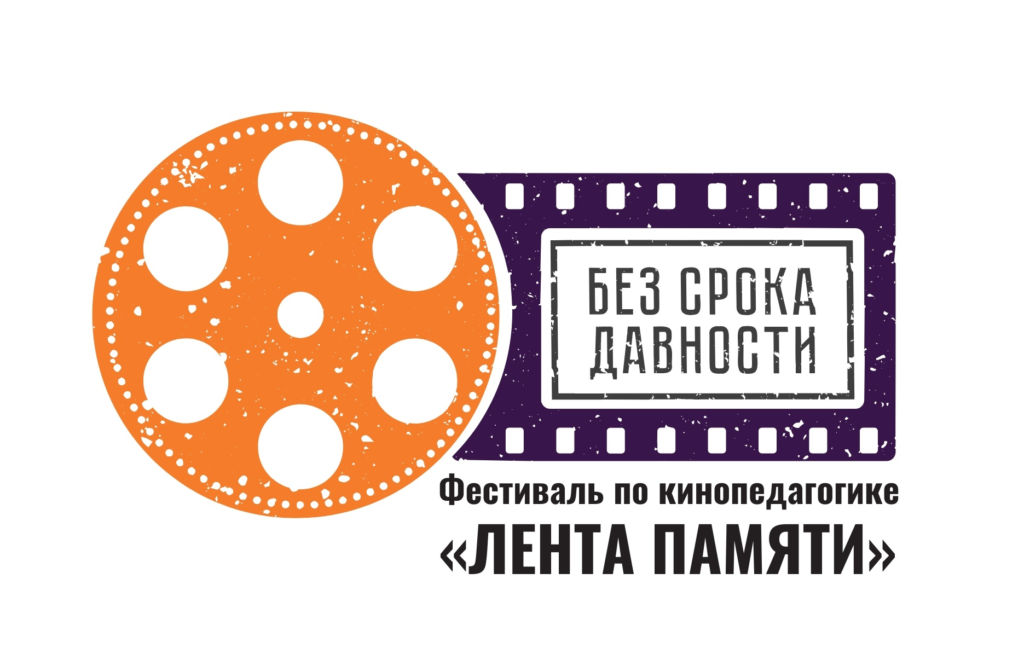 БЕЗ СРОКА
ДАВНОСТИ
Фестиваль по кинопедагогике
«ЛЕНТА ПАМЯТИ»